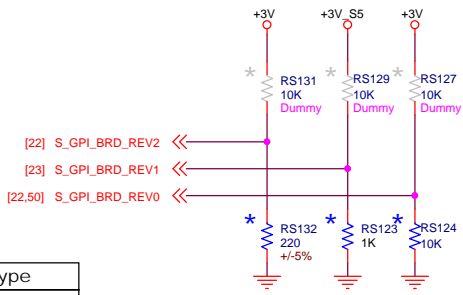 +3V +3V_S5 +3V
* RS131 * RS129 * RS127
10K 10K 10K
Dummy Dummy Dummy
[22] S_GPI_BRD_REV2
[23] S_GPI_BRD_REV1
[22,50] S_GPI_BRD_REV0
* RS132 * RS123 * RS124
220 1K 10K
+/-5%
ype